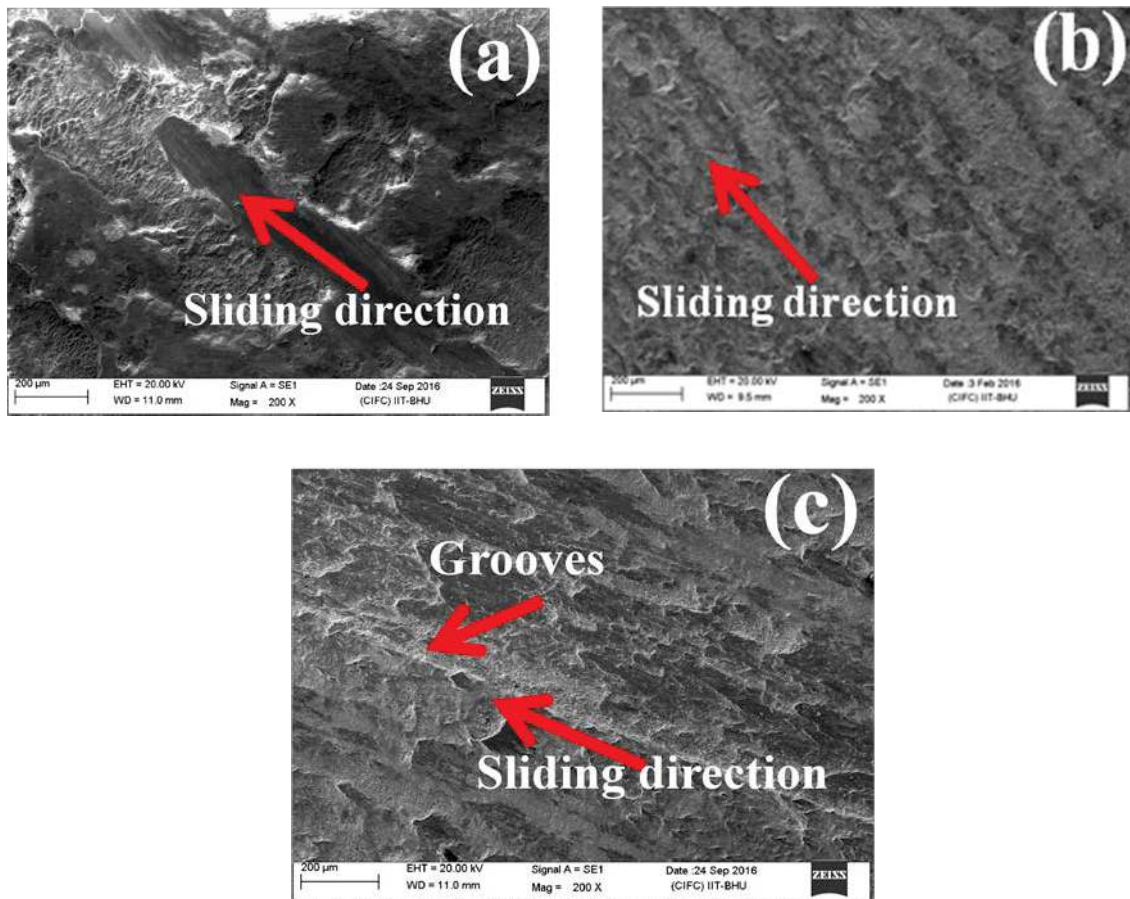 (a)
Sliding direction
200 µm
EHT = 20.00 kV Signal A = SE1 Date :24 Sep 2016
WD = 11.0 mm Mag = 200 X (CIFC) IIT-BHU
ZEISS
(b)
Sliding direction
200 µm
EHT = 20.00 kV Signal A = SE1 Date :3 Feb 2016
WD = 9.5 mm Mag = 200 X (CIFC) IIT-BHU
ZEISS
(c)
Grooves
Sliding direction
200 µm
EHT = 20.00 kV Signal A = SE1 Date :24 Sep 2016
WD = 11.0 mm Mag = 200 X (CIFC) IIT-BHU
ZEISS